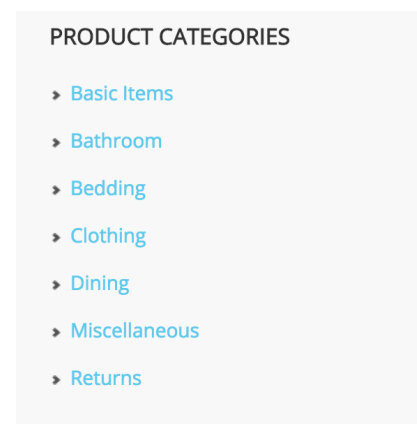 PRODUCT CATEGORIES
Basic Items
Bathroom
Bedding
Clothing
Dining
Miscellaneous
Returns